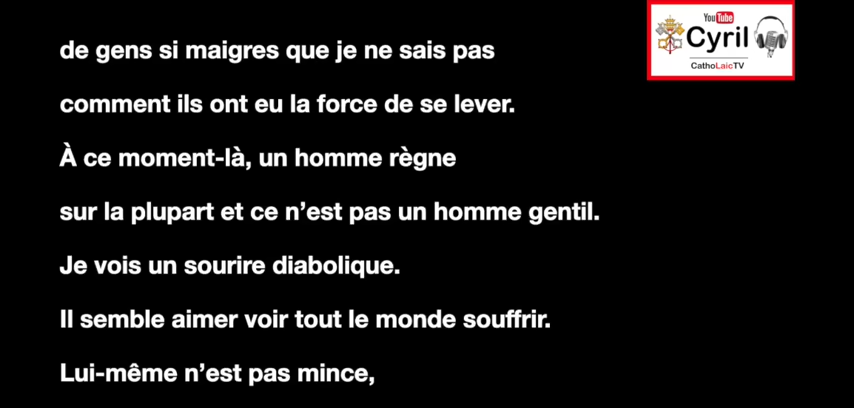 YouTube
Cyril
CathoLaicTV
de gens si maigres que je ne sais pas
comment ils ont eu la force de se lever.
À ce moment-là, un homme règne
sur la plupart et ce n’est pas un homme gentil.
Je vois un sourire diabolique.
Il semble aimer voir tout le monde souffrir.
Lui-même n’est pas mince,